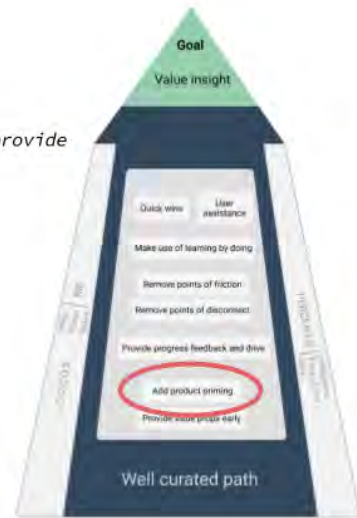 Goal
Value insight
provide
Quick wins
User
assistance
Make use of learning by doing
Remove points of friction
Remove points of disconnect
Provide progress feedback and drive
Add product priming
Provide value props early
Well curated path